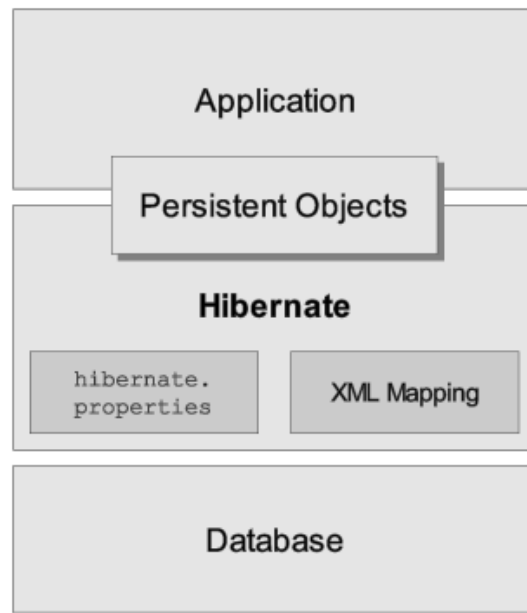 Application
Persistent Objects
Hibernate
hibernate.
properties
XML Mapping
Database